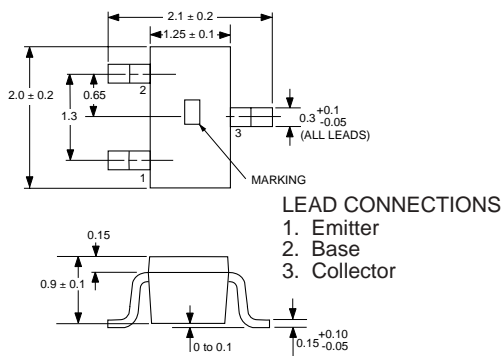 2.1 ± 0.2
1.25 ± 0.1
2
2.0 ± 0.2
1.3
0.65
3
0.3 +0.1 -0.05
(ALL LEADS)
1
MARKING
LEAD CONNECTIONS
1. Emitter
2. Base
3. Collector
0.15
0.9 ± 0.1
0 to 0.1
0.15 +0.10 -0.05